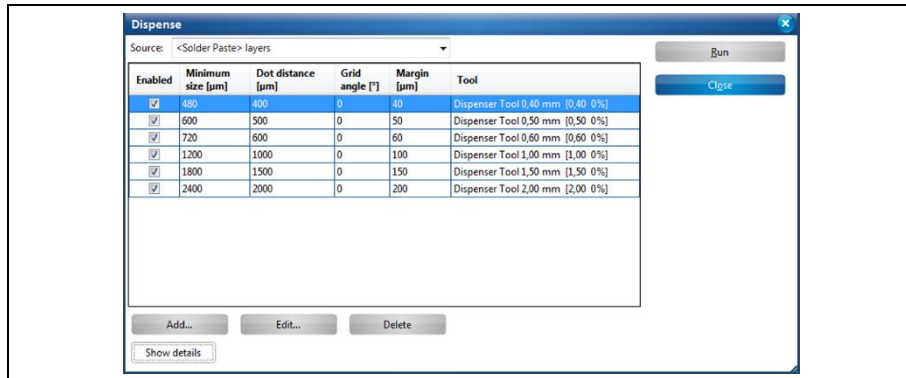 Dispense
Source: <Solder Paste> layers
Run
Close
Enabled Minimum size [µm] Dot distance [µm] Grid angle [°] Margin [µm] Tool
480 400 0 40 Dispenser Tool 0,40 mm [0,40 0%]
600 500 0 50 Dispenser Tool 0,50 mm [0,50 0%]
720 600 0 60 Dispenser Tool 0,60 mm [0,60 0%]
1200 1000 0 100 Dispenser Tool 1,00 mm [1,00 0%]
1800 1500 0 150 Dispenser Tool 1,50 mm [1,50 0%]
2400 2000 0 200 Dispenser Tool 2,00 mm [2,00 0%]
Add... Edit... Delete
Show details